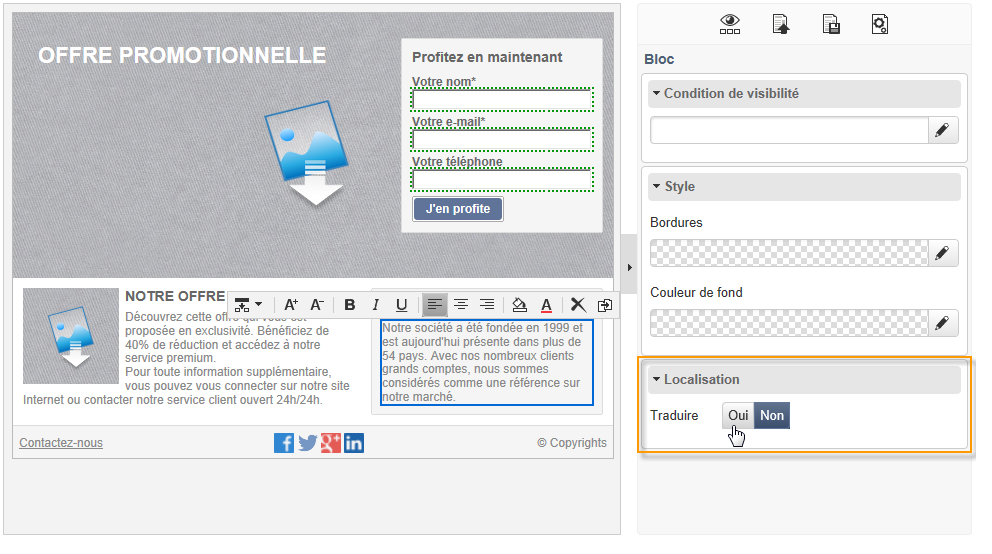 OFFRE PROMOTIONNELLE
Profitez en maintenant
Votre nom*
Votre e-mail*
Votre téléphone
J'en profite
NOTRE OFFRE
Découvrez cette offre qui vous est
proposée en exclusivité. Bénéficiez de
40% de réduction et accédez à notre
service premium.
Pour toute information supplémentaire,
vous pouvez vous connecter sur notre site
Internet ou contacter notre service client ouvert 24h/24h.
A+ A- B I U A
Notre société a été fondée en 1999 et
est aujourd'hui présente dans plus de
54 pays. Avec nos nombreux clients
grands comptes, nous sommes
considérés comme une référence sur
notre marché.
Contactez-nous
© Copyrights
Bloc
Condition de visibilité
Style
Bordures
Couleur de fond
Localisation
Traduire Oui Non